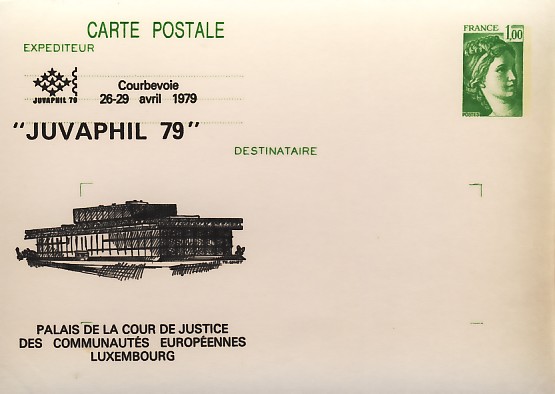 CARTE POSTALE
EXPEDITEUR
JUVAPHIL 79
Courbevoie
26-29 avril 1979
"JUVAPHIL 79"
FRANCE 1,00
POSTES
DESTINATAIRE
PALAIS DE LA COUR DE JUSTICE
DES COMMUNAUTÉS EUROPÉENNES
LUXEMBOURG